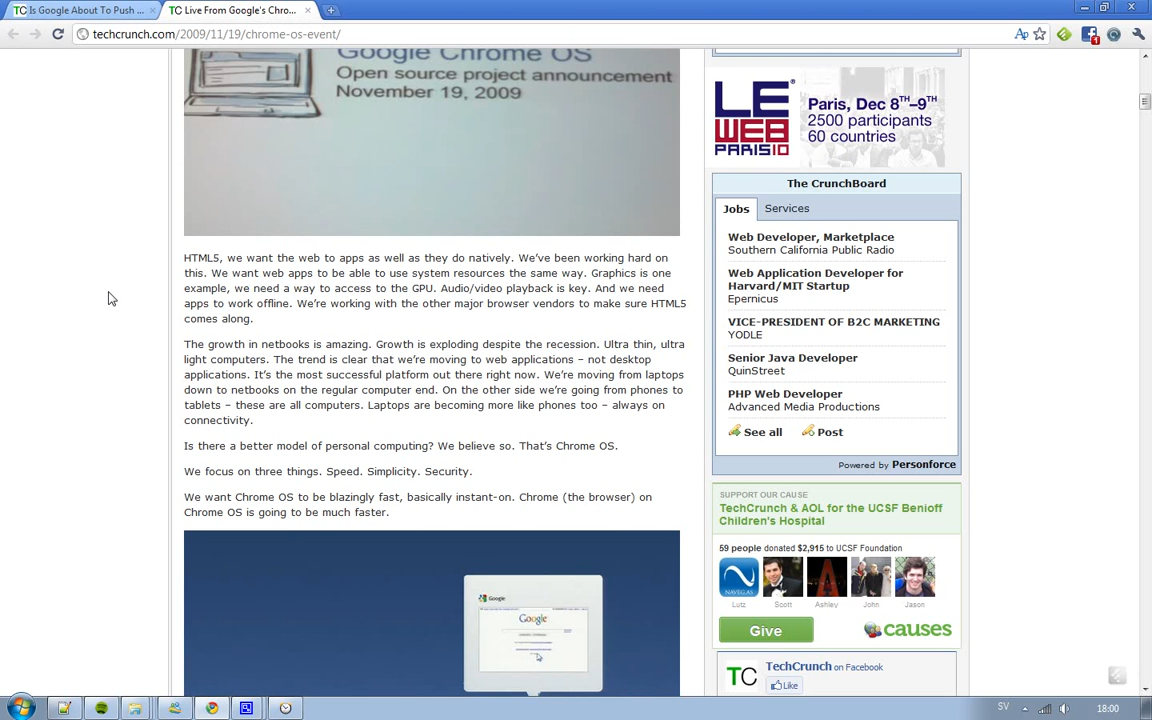 Is Google About To Push ...
Live From Google's Chro...
techcrunch.com/2009/11/19/chrome-os-event/
Google Chrome OS
Open source project announcement
November 19, 2009
HTML5, we want the web to apps as well as they do natively. We've been working hard on
this. We want web apps to be able to use system resources the same way. Graphics is one
example, we need a way to access to the GPU. Audio/video playback is key. And we need
apps to work offline. We're working with the other major browser vendors to make sure HTML5
comes along.
The growth in netbooks is amazing. Growth is exploding despite the recession. Ultra thin, ultra
light computers. The trend is clear that we're moving to web applications – not desktop
applications. It's the most successful platform out there right now. We're moving from laptops
down to netbooks on the regular computer end. On the other side we're going from phones to
tablets – these are all computers. Laptops are becoming more like phones too – always on
connectivity.
Is there a better model of personal computing? We believe so. That's Chrome OS.
We focus on three things. Speed. Simplicity. Security.
We want Chrome OS to be blazingly fast, basically instant-on. Chrome (the browser) on
Chrome OS is going to be much faster.
Google
Google
LE
WEB
PARIS10
Paris, Dec 8TH–9TH
2500 participants
60 countries
The CrunchBoard
Jobs
Services
Web Developer, Marketplace
Southern California Public Radio
Web Application Developer for
Harvard/MIT Startup
Epernicus
VICE-PRESIDENT OF B2C MARKETING
YODLE
Senior Java Developer
QuinStreet
PHP Web Developer
Advanced Media Productions
See all
Post
Powered by Personforce
SUPPORT OUR CAUSE
TechCrunch & AOL for the UCSF Benioff
Children's Hospital
59 people donated $2,915 to UCSF Foundation
NAVEGLAS
Lutz
Scott
Ashley
John
Jason
Give
causes
TC
TechCrunch on Facebook
Like
SV
18:00